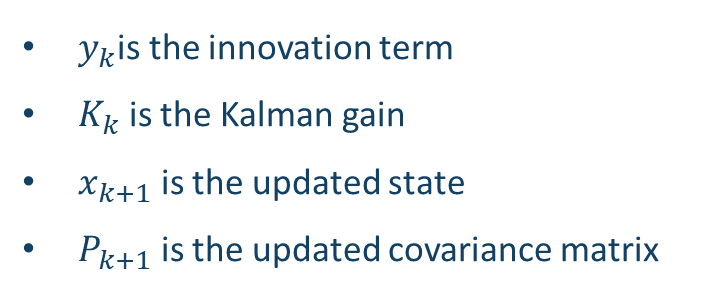 • y_k is the innovation term
• K_k is the Kalman gain
• x_{k+1} is the updated state
• P_{k+1} is the updated covariance matrix